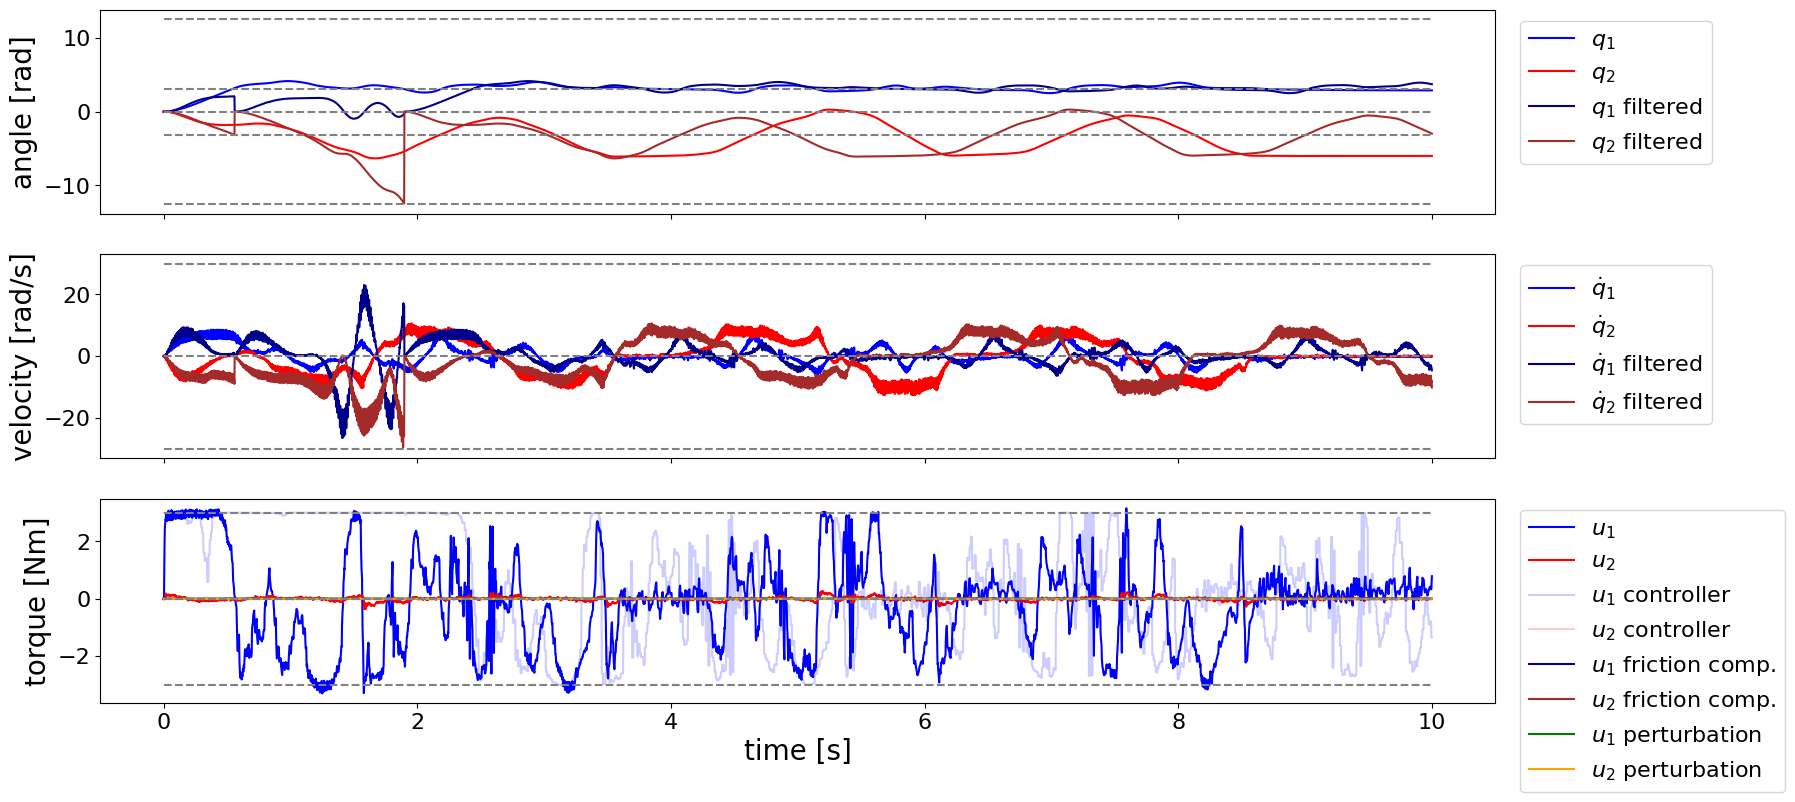 angle [rad]
10
0
−10
q₁
q₂
q₁ filtered
q₂ filtered
velocity [rad/s]
20
0
−20
q̇₁
q̇₂
q̇₁ filtered
q̇₂ filtered
torque [Nm]
2
0
−2
0
2
4
6
8
10
time [s]
u₁
u₂
u₁ controller
u₂ controller
u₁ friction comp.
u₂ friction comp.
u₁ perturbation
u₂ perturbation